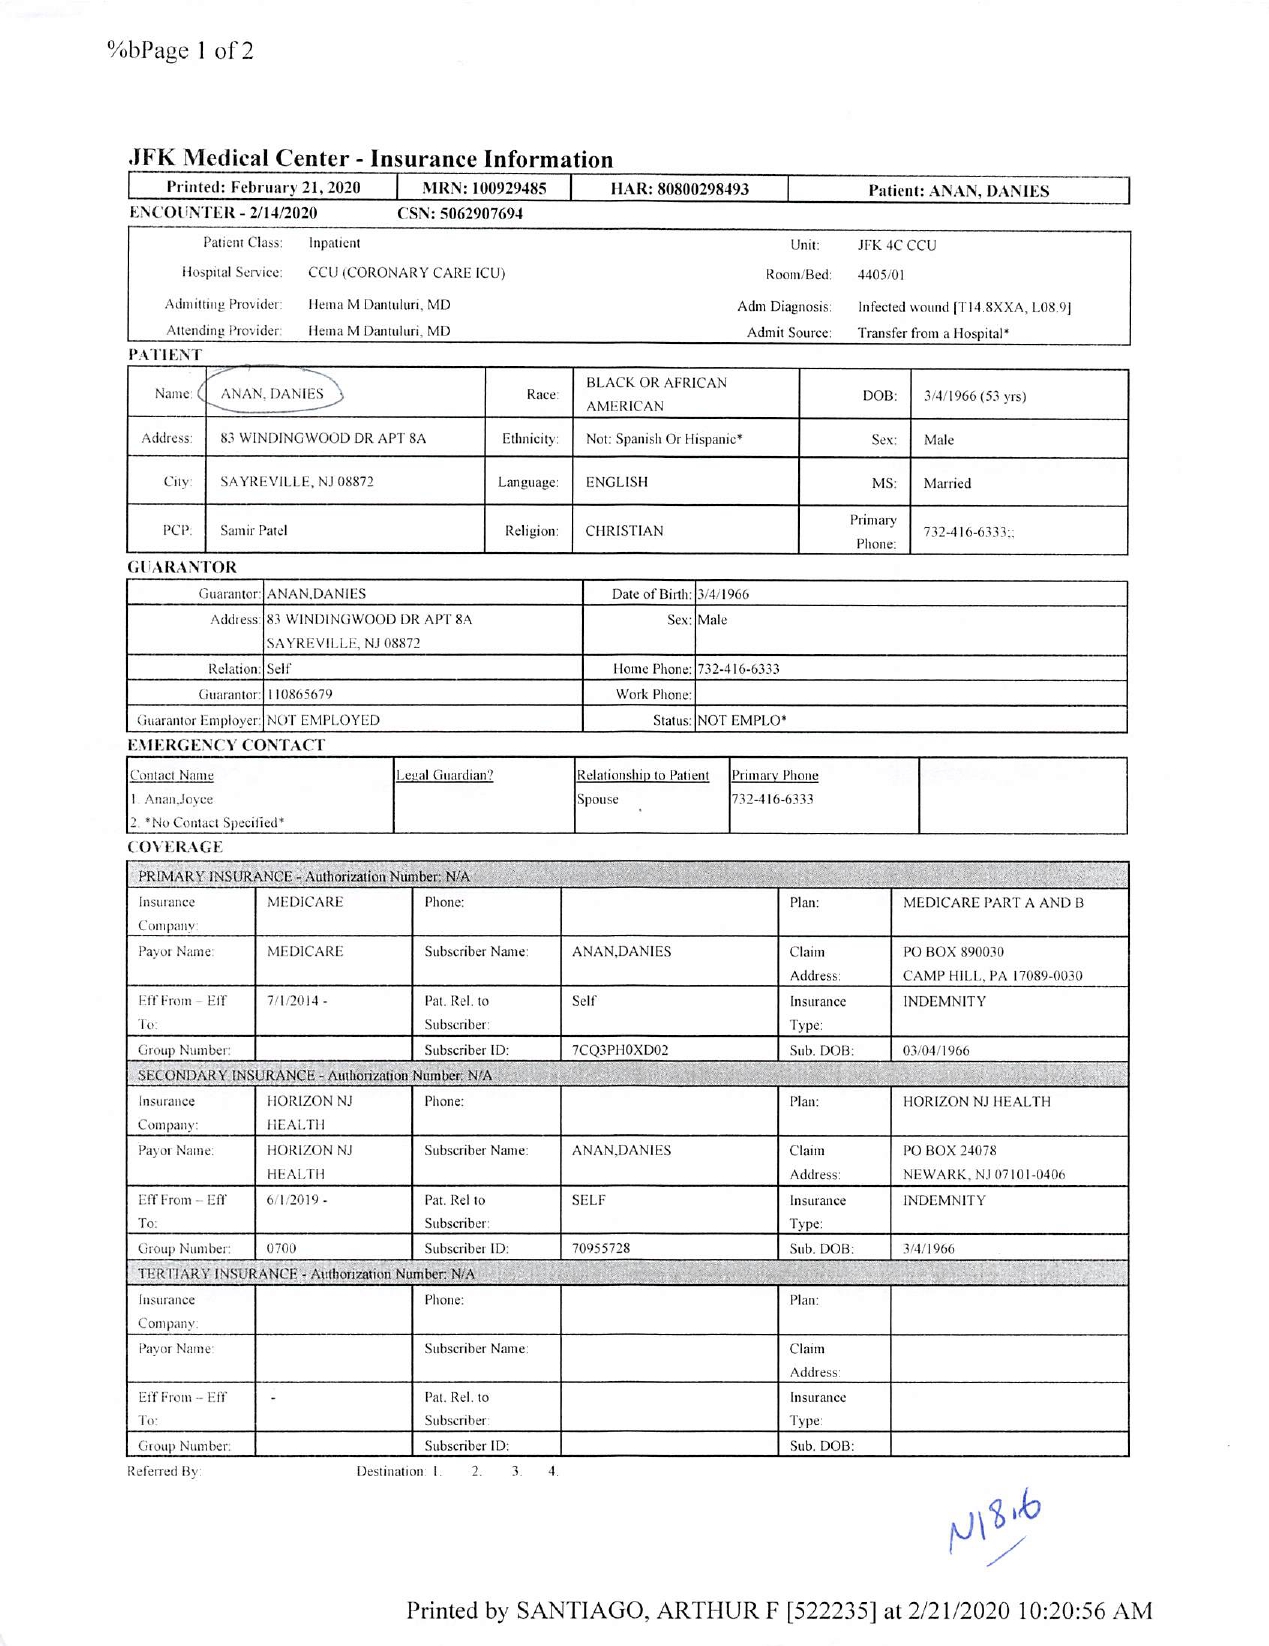 %bPage 1 of 2
JFK Medical Center - Insurance Information
Printed: February 21, 2020 MRN: 100929485 HAR: 80800298493 Patient: ANAN, DANIES
ENCOUNTER - 2/14/2020 CSN: 5062907694
Patient Class: Inpatient Unit: JFK 4C CCU
Hospital Service: CCU (CORONARY CARE ICU) Room/Bed: 4405/01
Admitting Provider: Hema M Dantuluri, MD Adm Diagnosis: Infected wound [T14.8XXA, L08.9]
Attending Provider: Hema M Dantuluri, MD Admit Source: Transfer from a Hospital*
PATIENT
Name: ANAN, DANIES Race: BLACK OR AFRICAN AMERICAN DOB: 3/4/1966 (53 yrs)
Address: 83 WINDINGWOOD DR APT 8A Ethnicity: Not: Spanish Or Hispanic* Sex: Male
City: SAYREVILLE, NJ 08872 Language: ENGLISH MS: Married
PCP: Samir Patel Religion: CHRISTIAN Primary Phone: 732-416-6333;;
GUARANTOR
Guarantor: ANAN,DANIES Date of Birth: 3/4/1966
Address: 83 WINDINGWOOD DR APT 8A Sex: Male
SAYREVILLE, NJ 08872
Relation: Self Home Phone: 732-416-6333
Guarantor: 110865679 Work Phone:
Guarantor Employer: NOT EMPLOYED Status: NOT EMPLO*
EMERGENCY CONTACT
Contact Name Legal Guardian? Relationship to Patient Primary Phone
1. Anan,Joyce Spouse 732-416-6333
2. *No Contact Specified*
COVERAGE
PRIMARY INSURANCE - Authorization Number: N/A
Insurance Company: MEDICARE Phone: Plan: MEDICARE PART A AND B
Payor Name: MEDICARE Subscriber Name: ANAN,DANIES Claim Address: PO BOX 890030
CAMP HILL, PA 17089-0030
Eff From – Eff To: 7/1/2014 - Pat. Rel. to Subscriber: Self Insurance Type: INDEMNITY
Group Number: Subscriber ID: 7CQ3PH0XD02 Sub. DOB: 03/04/1966
SECONDARY INSURANCE - Authorization Number: N/A
Insurance Company: HORIZON NJ HEALTH Phone: Plan: HORIZON NJ HEALTH
Payor Name: HORIZON NJ HEALTH Subscriber Name: ANAN,DANIES Claim Address: PO BOX 24078
NEWARK, NJ 07101-0406
Eff From – Eff To: 6/1/2019 - Pat. Rel to Subscriber: SELF Insurance Type: INDEMNITY
Group Number: 0700 Subscriber ID: 70955728 Sub. DOB: 3/4/1966
TERTIARY INSURANCE - Authorization Number: N/A
Insurance Company: Phone: Plan:
Payor Name: Subscriber Name: Claim Address:
Eff From – Eff To: - Pat. Rel. to Subscriber: Insurance Type:
Group Number: Subscriber ID: Sub. DOB:
Referred By: Destination: 1. 2. 3. 4.
N18.6
Printed by SANTIAGO, ARTHUR F [522235] at 2/21/2020 10:20:56 AM